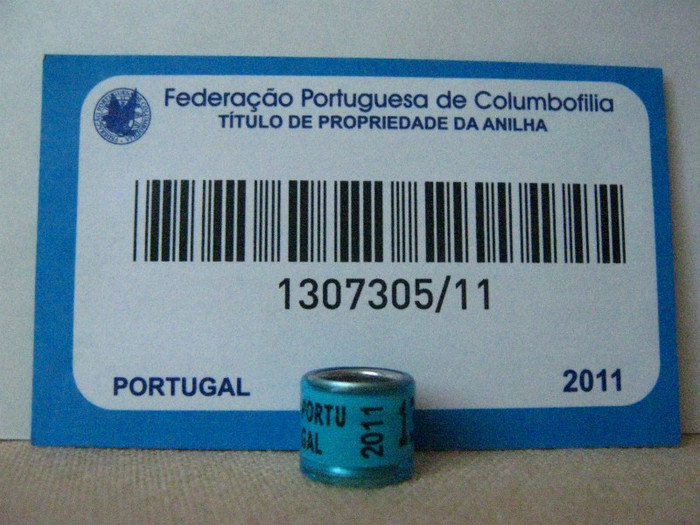 Federação Portuguesa de Columbofilia
TÍTULO DE PROPRIEDADE DA ANILHA
1307305/11
PORTUGAL
2011
PORTU
GAL
2011